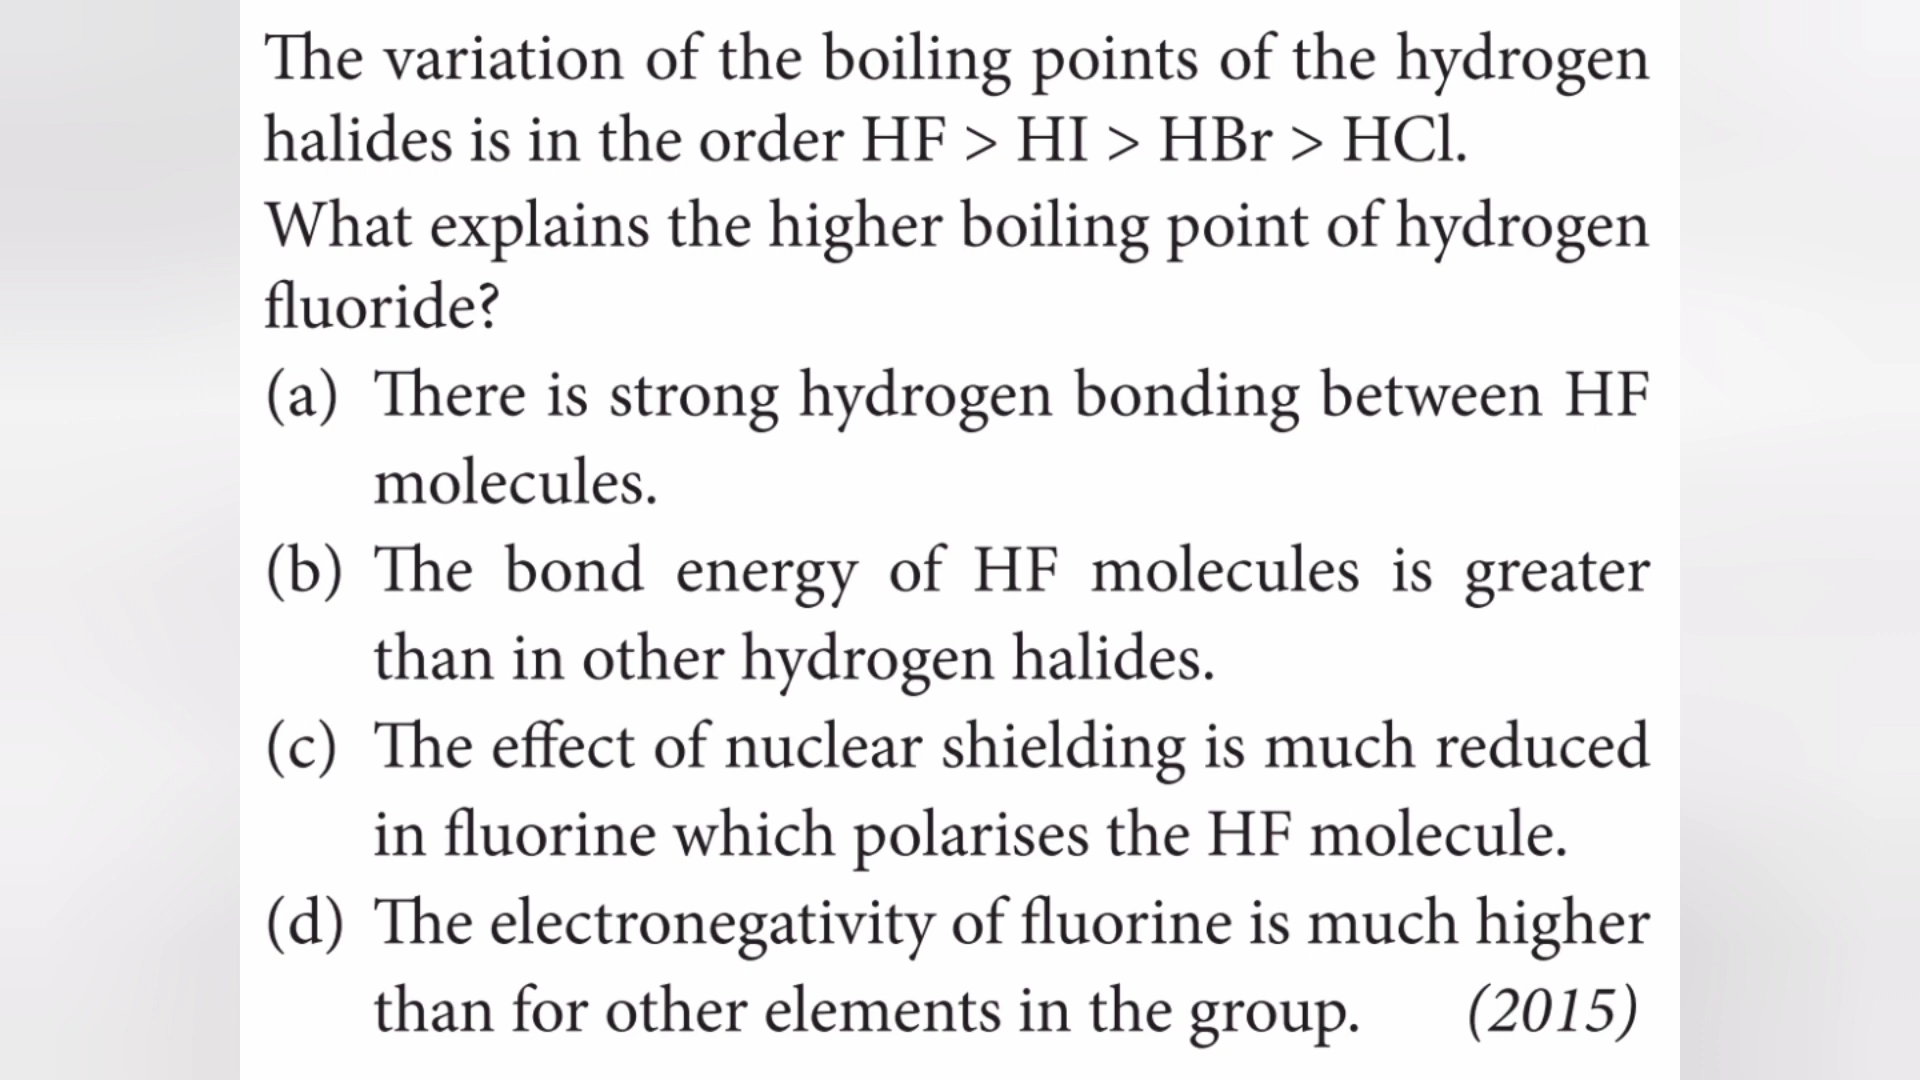 The variation of the boiling points of the hydrogen
halides is in the order HF > HI > HBr > HCl.
What explains the higher boiling point of hydrogen
fluoride?
(a) There is strong hydrogen bonding between HF
molecules.
(b) The bond energy of HF molecules is greater
than in other hydrogen halides.
(c) The effect of nuclear shielding is much reduced
in fluorine which polarises the HF molecule.
(d) The electronegativity of fluorine is much higher
than for other elements in the group. (2015)